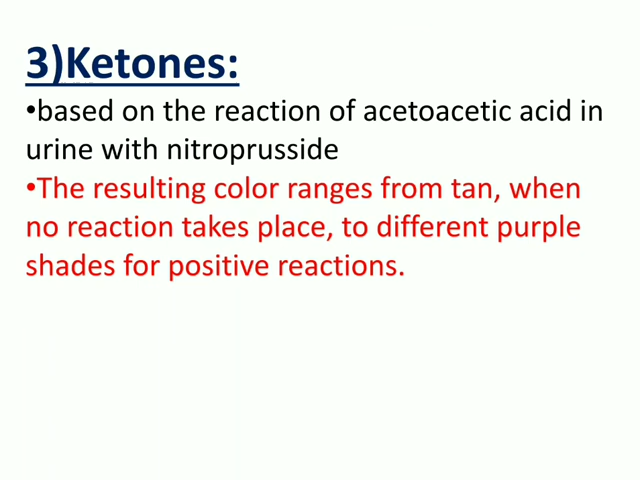 3)Ketones:
•based on the reaction of acetoacetic acid in
urine with nitroprusside
•The resulting color ranges from tan, when
no reaction takes place, to different purple
shades for positive reactions.